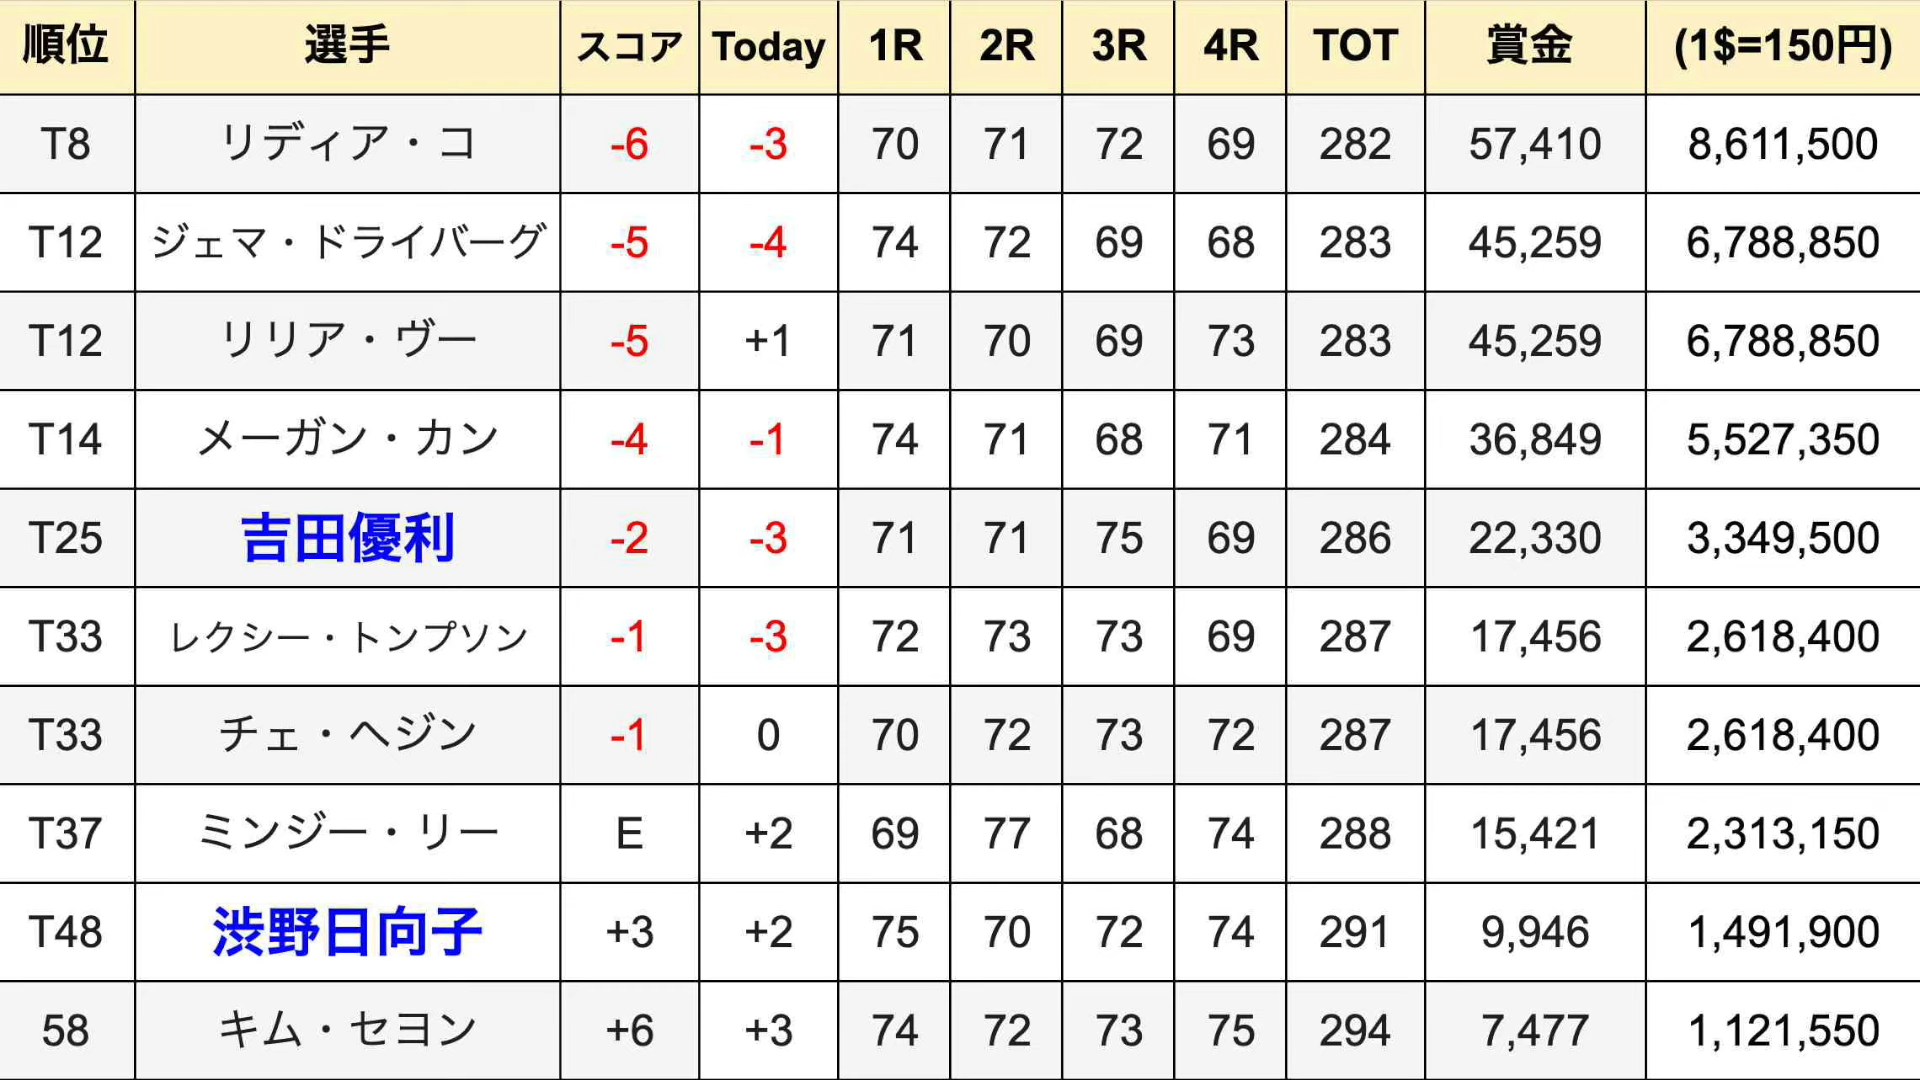 順位 選手 スコア Today 1R 2R 3R 4R TOT 賞金 (1$=150円)
T8 リディア・コ -6 -3 70 71 72 69 282 57,410 8,611,500
T12 ジェマ・ドライバーグ -5 -4 74 72 69 68 283 45,259 6,788,850
T12 リリア・ヴー -5 +1 71 70 69 73 283 45,259 6,788,850
T14 メーガン・カン -4 -1 74 71 68 71 284 36,849 5,527,350
T25 吉田優利 -2 -3 71 71 75 69 286 22,330 3,349,500
T33 レクシー・トンプソン -1 -3 72 73 73 69 287 17,456 2,618,400
T33 チェ・ヘジン -1 0 70 72 73 72 287 17,456 2,618,400
T37 ミンジー・リー E +2 69 77 68 74 288 15,421 2,313,150
T48 渋野日向子 +3 +2 75 70 72 74 291 9,946 1,491,900
58 キム・セヨン +6 +3 74 72 73 75 294 7,477 1,121,550